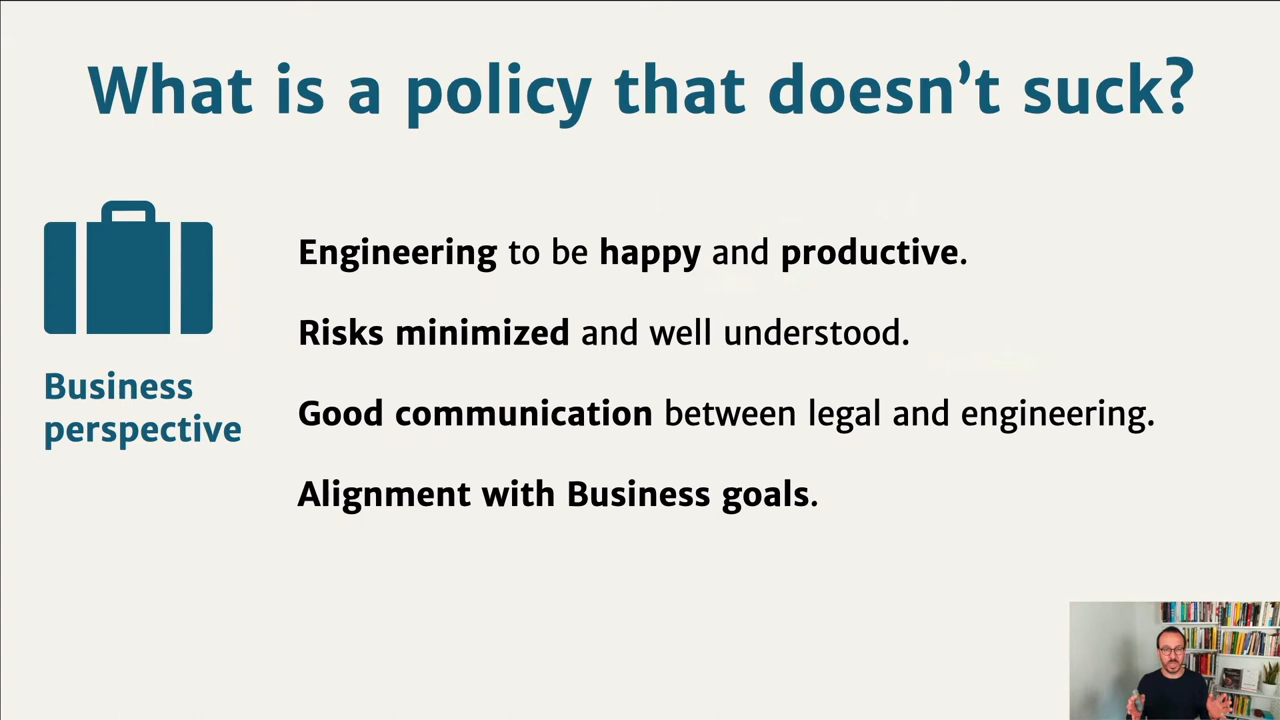 What is a policy that doesn’t suck?
Business
perspective
Engineering to be happy and productive.
Risks minimized and well understood.
Good communication between legal and engineering.
Alignment with Business goals.